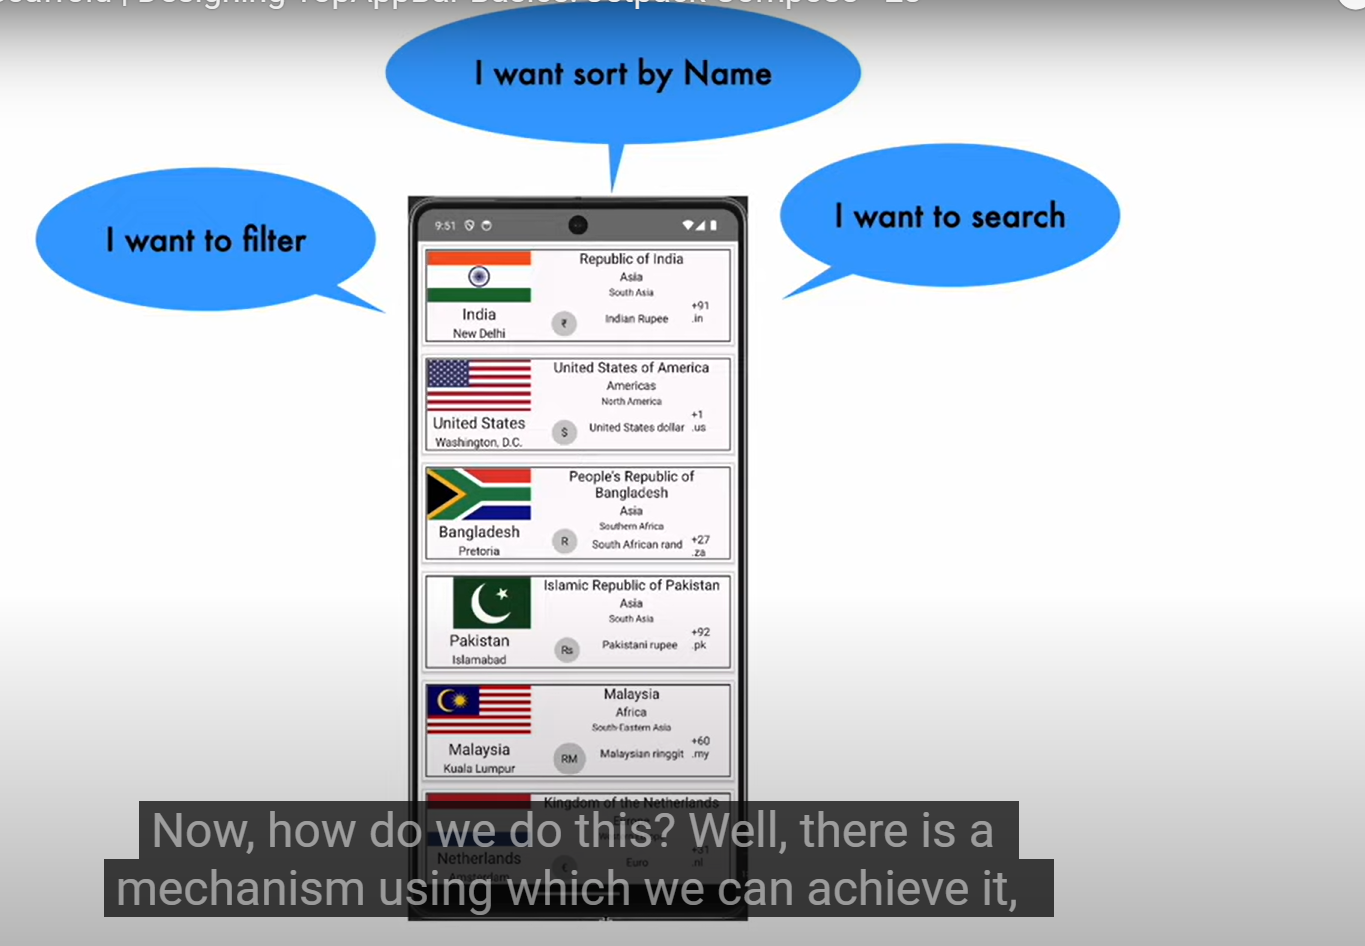 I want sort by Name
I want to filter
I want to search
9:51
Republic of India
Asia
South Asia
+91
Indian Rupee .in
₹
India
New Delhi
United States of America
Americas
North America
+1
United States dollar .us
$
United States
Washington, D.C.
People's Republic of
Bangladesh
Asia
Southern Africa
+27
South African rand
.za
R
Bangladesh
Pretoria
Islamic Republic of Pakistan
Asia
South Asia
+92
Pakistani rupee .pk
Rs
Pakistan
Islamabad
Malaysia
Africa
South-Eastern Asia
+60
Malaysian ringgit .my
RM
Malaysia
Kuala Lumpur
Kingdom of the Netherlands
+31
Euro .nl
€
Netherlands
Amsterdam
Now, how do we do this? Well, there is a
mechanism using which we can achieve it,